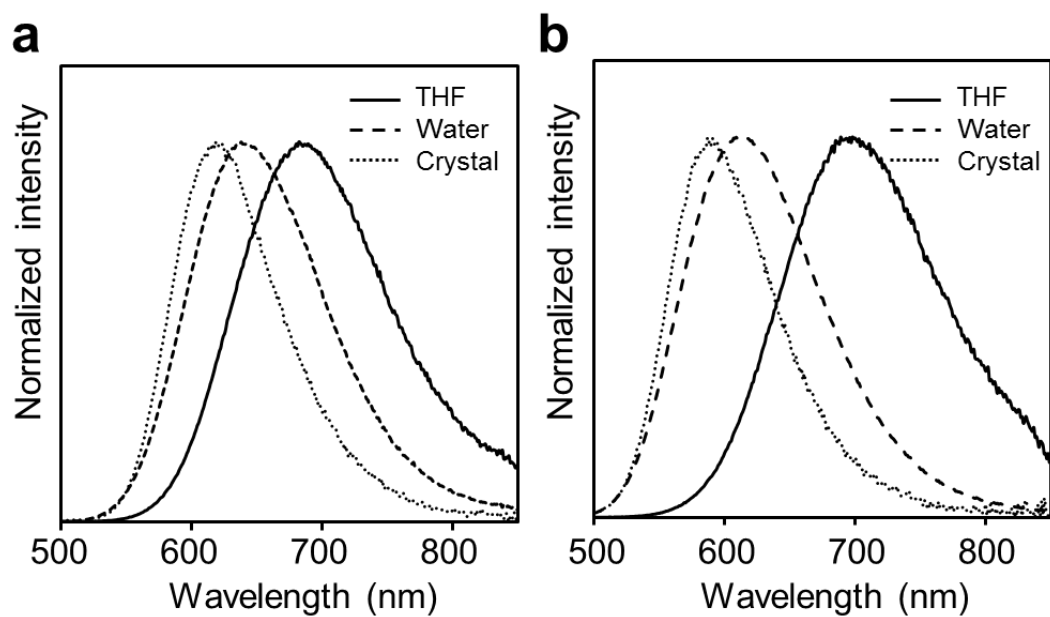 a
Normalized intensity
THF
Water
Crystal
500 600 700 800
Wavelength (nm)
b
Normalized intensity
THF
Water
Crystal
500 600 700 800
Wavelength (nm)